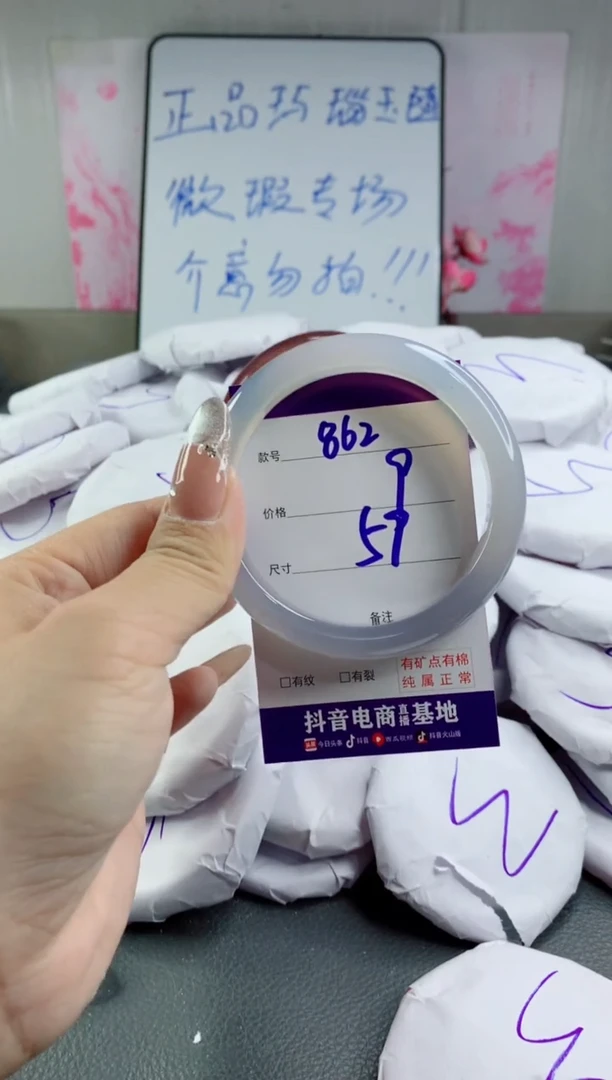 正品玛瑙玉髓
微瑕专场
介意勿拍!!!
款号 862
价格 9
尺寸 57
备注
□有纹 □有裂
有矿点有棉
纯属正常
抖音电商直播基地
今日头条 抖音 西瓜视频 抖音火山版